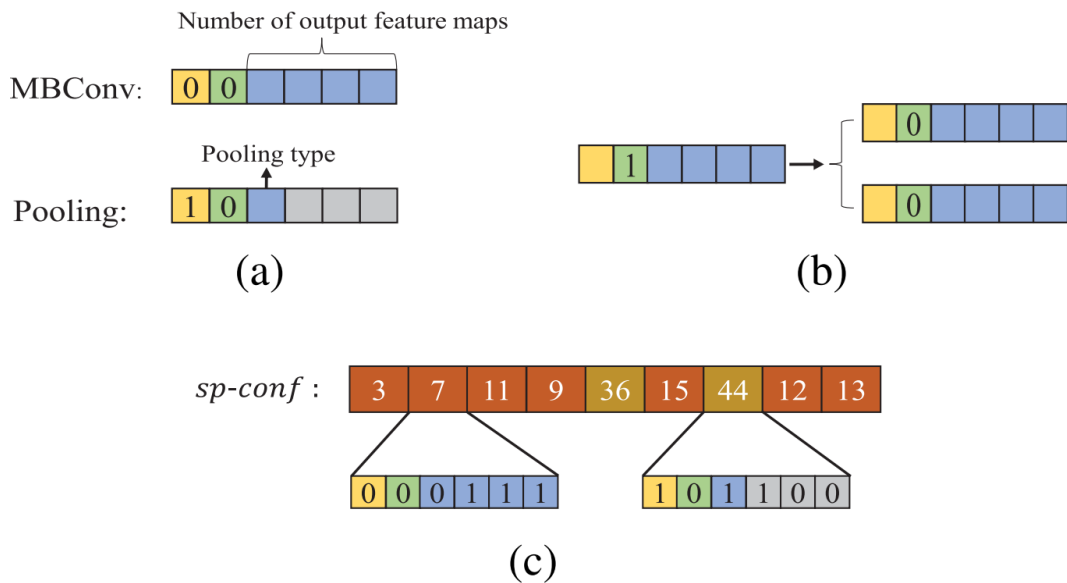 Number of output feature maps
MBConv: 0 0
Pooling type
Pooling: 1 0
(a)
0
1
0
(b)
sp-conf : 3 7 11 9 36 15 44 12 13
0 0 0 1 1 1
1 0 1 1 0 0
(c)